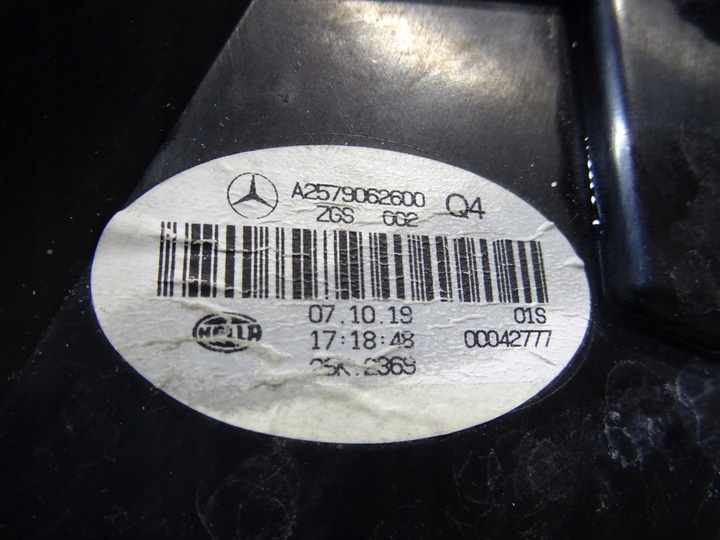 A2579062600 Q4
ZGS 002
07.10.19 01S
HELLA 17:18:48 00042777